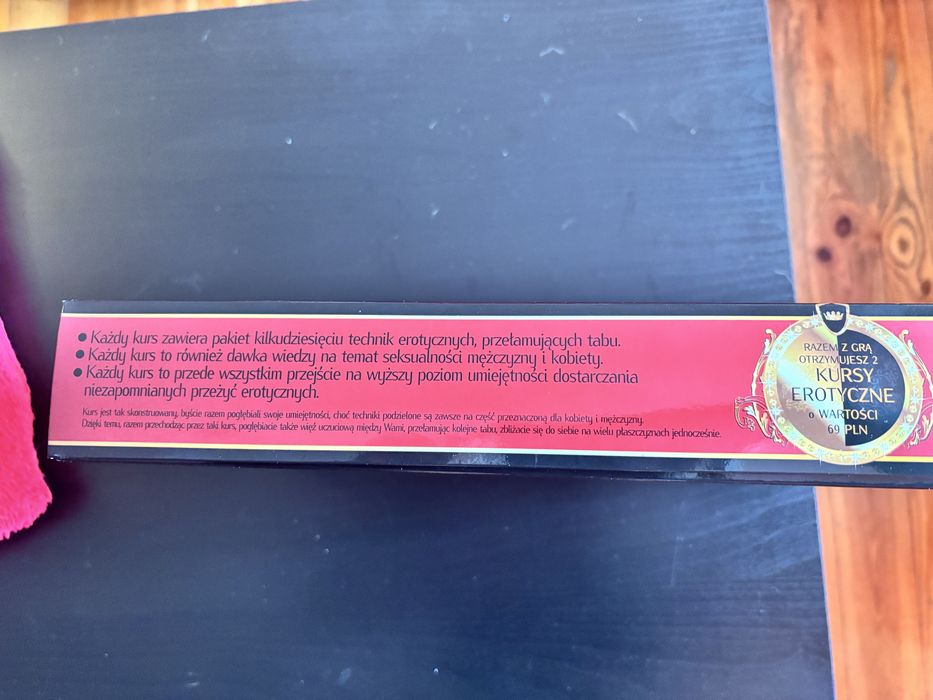 ● Każdy kurs zawiera pakiet kilkudziesięciu technik erotycznych, przełamujących tabu.
● Każdy kurs to również dawka wiedzy na temat seksualności mężczyzny i kobiety.
● Każdy kurs to przede wszystkim przejście na wyższy poziom umiejętności dostarczania
niezapomnianych przeżyć erotycznych.
Kurs jest tak skonstruowany, byście razem pogłębiali swoje umiejętności, choć techniki podzielone są zawsze na część przeznaczoną dla kobiety i mężczyzny.
Dzięki temu, razem przechodząc przez taki kurs, pogłębiacie także więź uczuciową między Wami, przełamując kolejne tabu, zbliżacie się do siebie na wielu płaszczyznach jednocześnie.
RAZEM Z GRĄ
OTRZYMUJESZ 2
KURSY
EROTYCZNE
o WARTOŚCI
69 PLN